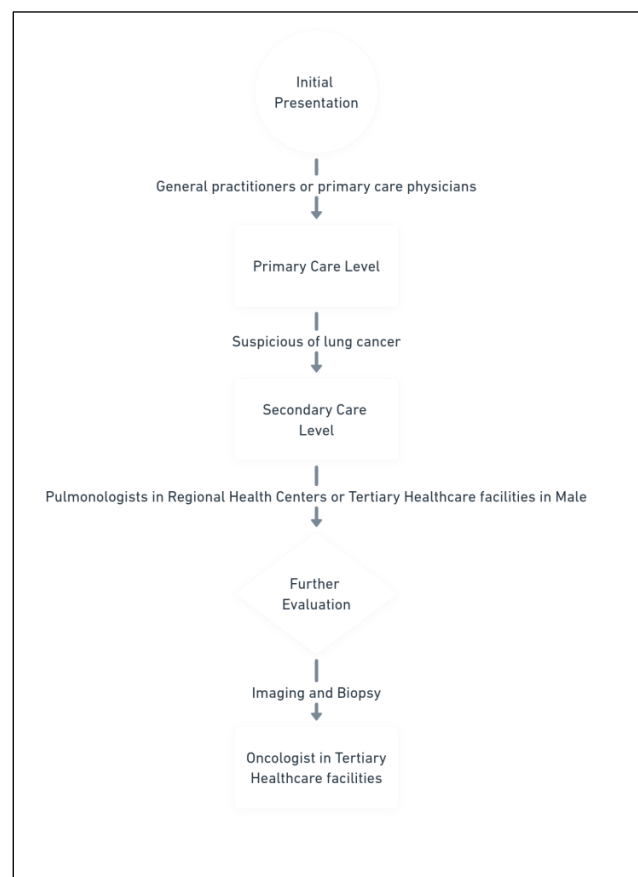 Initial
Presentation
General practitioners or primary care physicians
Primary Care Level
Suspicious of lung cancer
Secondary Care
Level
Pulmonologists in Regional Health Centers or Tertiary Healthcare facilities in Male
Further
Evaluation
Imaging and Biopsy
Oncologist in Tertiary
Healthcare facilities